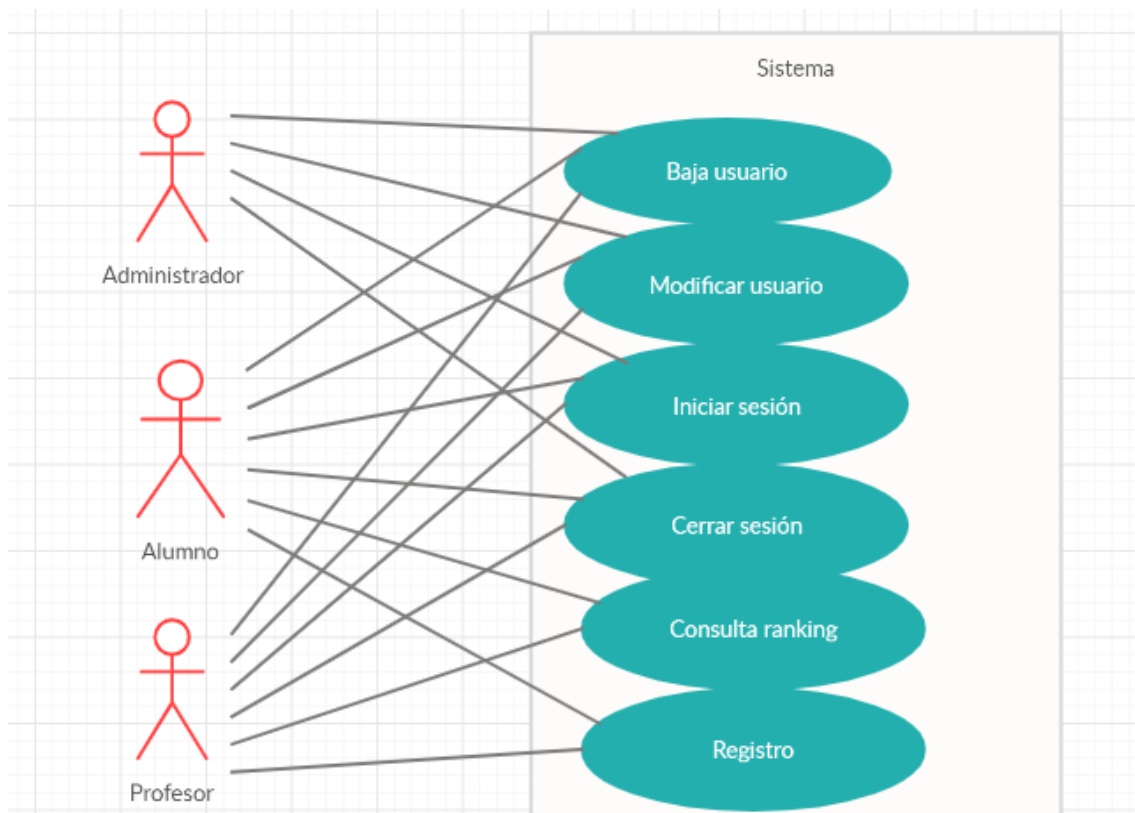 Sistema
Baja usuario
Modificar usuario
Administrador
Iniciar sesión
Cerrar sesión
Alumno
Consulta ranking
Registro
Profesor